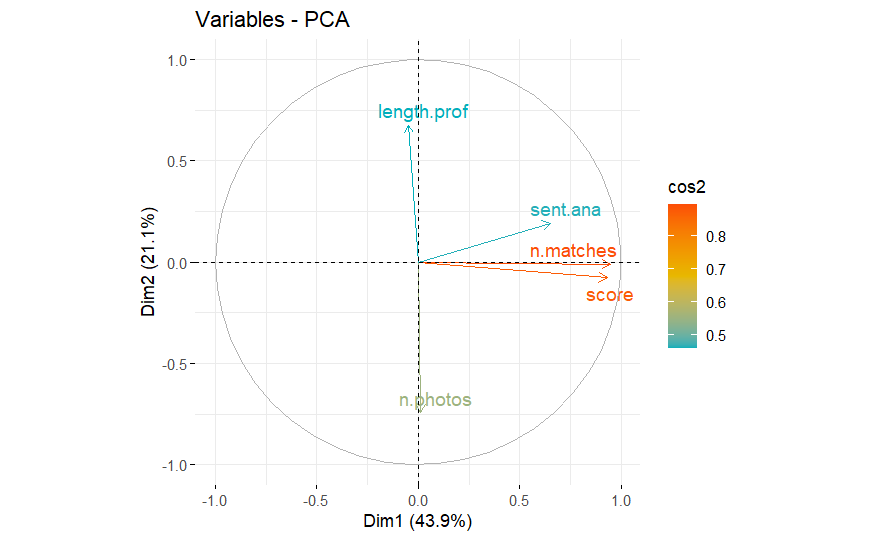 Variables - PCA
1.0
0.5
0.0
-0.5
-1.0
Dim2 (21.1%)
length.prof
sent.ana
n.matches
score
n.photos
-1.0
-0.5
0.0
0.5
1.0
Dim1 (43.9%)
cos2
0.8
0.7
0.6
0.5